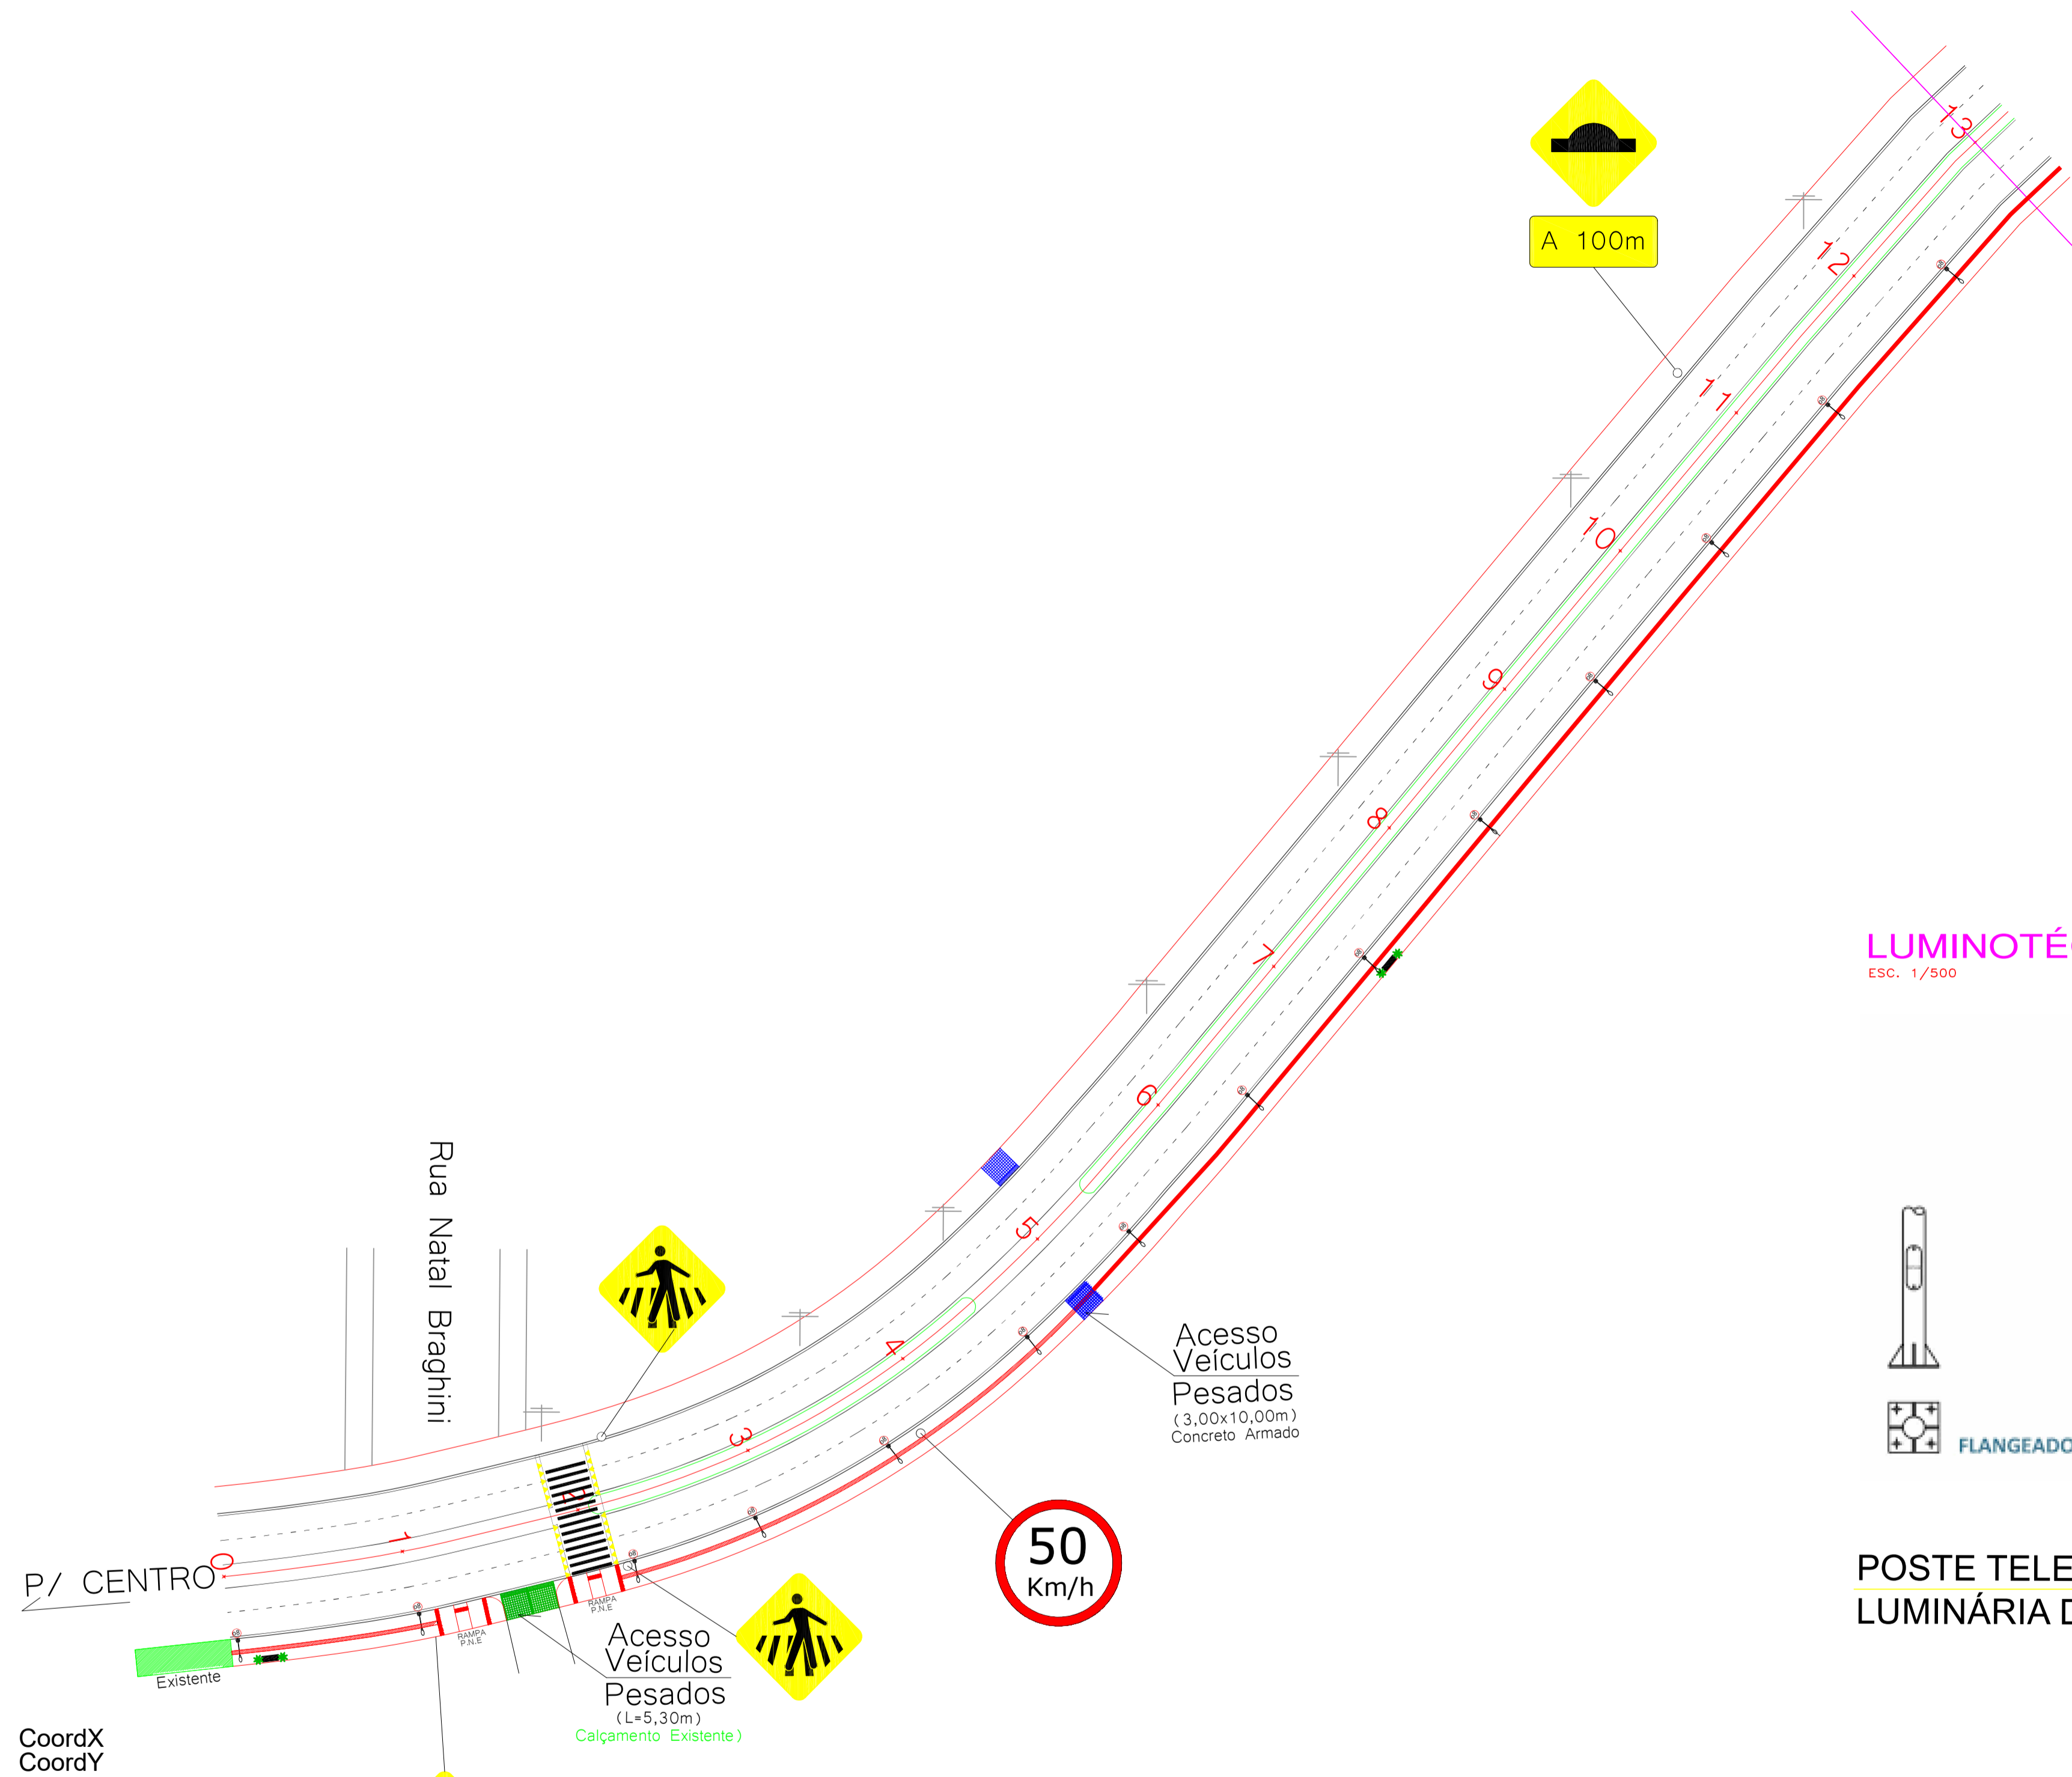 A 100m
13
12
11
10
9
8
7
6
5
4
3
2
1
0
LUMINOTÉ
ESC. 1/500
Rua Natal Braghini
Acesso
Veículos
Pesados
(3,00x10,00m)
Concreto Armado
FLANGEADO
50
Km/h
P/ CENTRO
RAMPA
P.N.E
RAMPA
P.N.E
Existente
Acesso
Veículos
Pesados
(L=5,30m)
Calçamento Existente)
POSTE TELE
LUMINÁRIA D
CoordX
CoordY